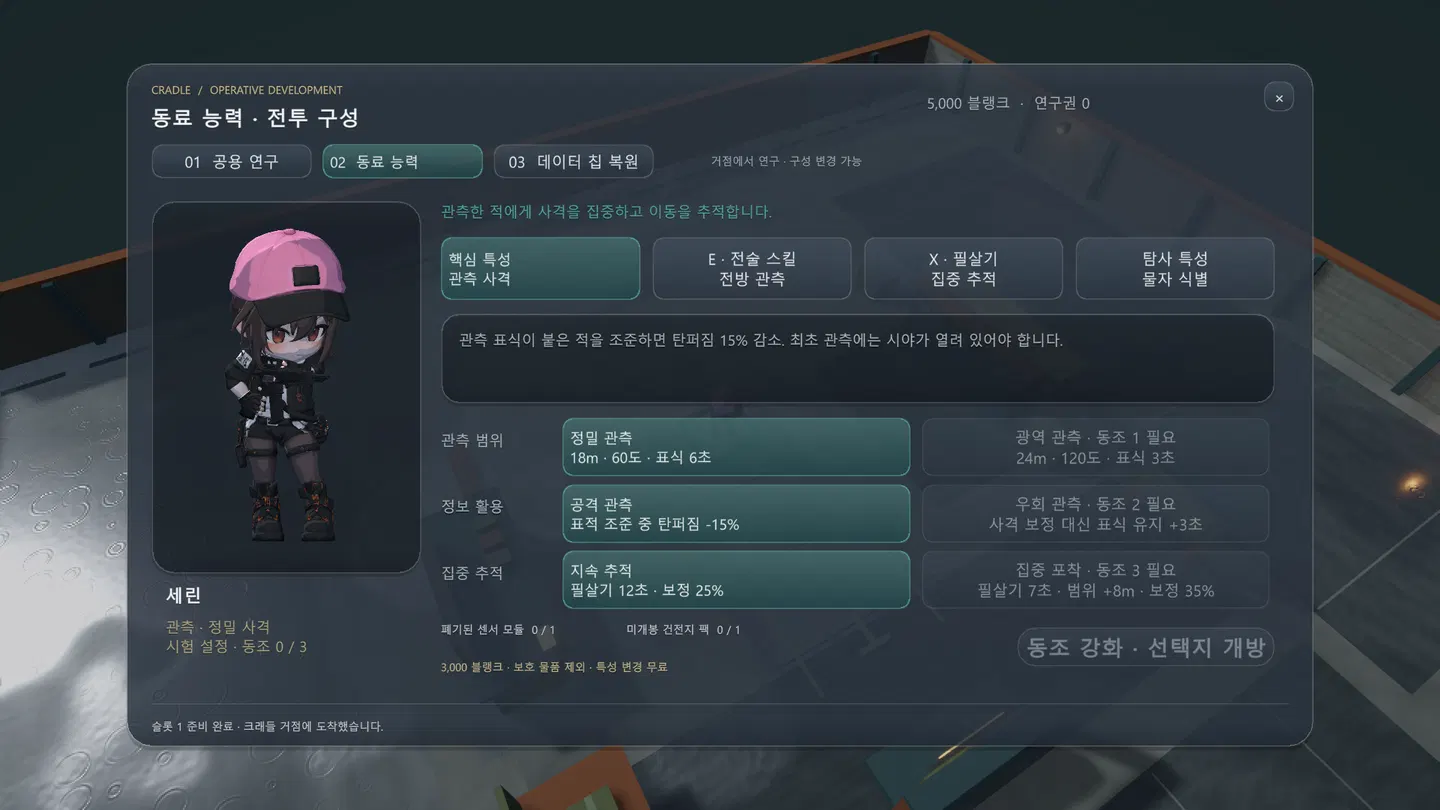 CRADLE / OPERATIVE DEVELOPMENT
동료 능력 · 전투 구성
5,000 블랭크 · 연구권 0
×
01 공용 연구
02 동료 능력
03 데이터 칩 복원
거점에서 연구 · 구성 변경 가능
관측한 적에게 사격을 집중하고 이동을 추적합니다.
핵심 특성
관측 사격
E · 전술 스킬
전방 관측
X · 필살기
집중 추적
탐사 특성
물자 식별
관측 표식이 붙은 적을 조준하면 탄퍼짐 15% 감소. 최초 관측에는 시야가 열려 있어야 합니다.
관측 범위
정밀 관측
18m · 60도 · 표식 6초
광역 관측 · 동조 1 필요
24m · 120도 · 표식 3초
정보 활용
공격 관측
표적 조준 중 탄퍼짐 -15%
우회 관측 · 동조 2 필요
사격 보정 대신 표식 유지 +3초
집중 추적
지속 추적
필살기 12초 · 보정 25%
집중 포착 · 동조 3 필요
필살기 7초 · 범위 +8m · 보정 35%
세린
관측 · 정밀 사격
시험 설정 · 동조 0 / 3
폐기된 센서 모듈 0 / 1
미개봉 건전지 팩 0 / 1
동조 강화 · 선택지 개방
3,000 블랭크 · 보호 물품 제외 · 특성 변경 무료
슬롯 1 준비 완료 · 크래들 거점에 도착했습니다.